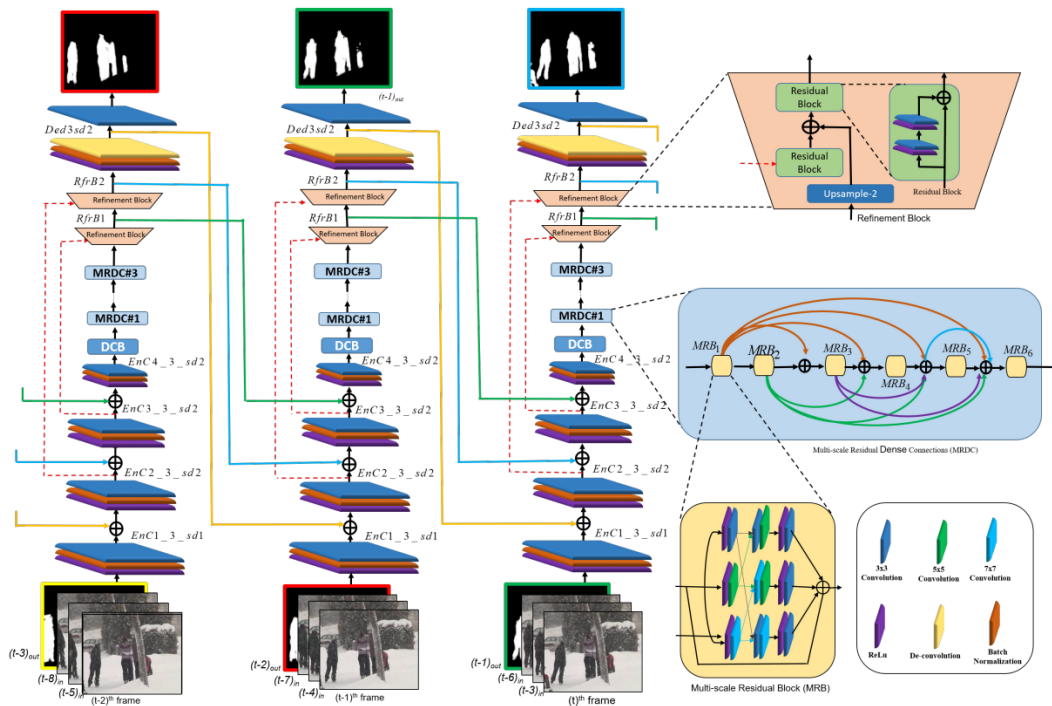 (t-1)out
Ded3sd2
RfrB2
Refinement Block
RfrB1
Refinement Block
MRDC#3
MRDC#1
DCB
EnC4_3_sd2
EnC3_3_sd2
EnC2_3_sd2
EnC1_3_sd1
(t-3)out
(t-8)in
(t-5)in
(t-2)th frame
Ded3sd2
RfrB2
Refinement Block
RfrB1
Refinement Block
MRDC#3
MRDC#1
DCB
EnC4_3_sd2
EnC3_3_sd2
EnC2_3_sd2
EnC1_3_sd1
(t-2)out
(t-7)in
(t-4)in
(t-1)th frame
Ded3sd2
RfrB2
Refinement Block
RfrB1
Refinement Block
MRDC#3
MRDC#1
DCB
EnC4_3_sd2
EnC3_3_sd2
EnC2_3_sd2
EnC1_3_sd1
(t-1)out
(t-6)in
(t-3)in
(t)th frame
Residual
Block
Residual
Block
Upsample-2
Residual Block
Refinement Block
MRB1
MRB2
MRB3
MRB4
MRB5
MRB6
Multi-scale Residual Dense Connections (MRDC)
Multi-scale Residual Block (MRB)
3x3
Convolution
5x5
Convolution
7x7
Convolution
ReLu
De-convolution
Batch
Normalization